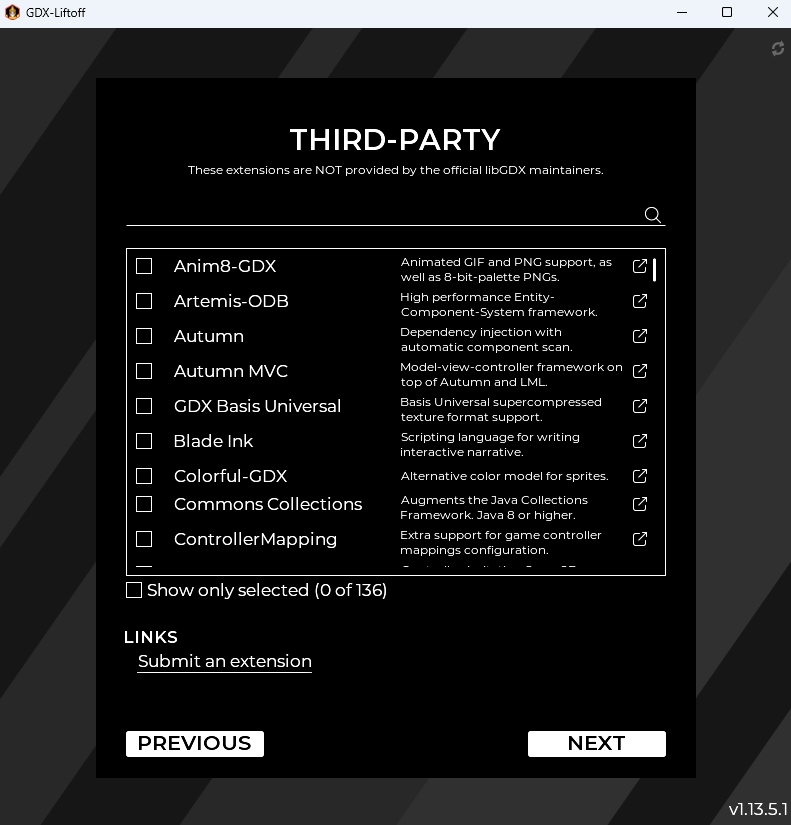 GDX-Liftoff
THIRD-PARTY
These extensions are NOT provided by the official libGDX maintainers.
Anim8-GDX
Animated GIF and PNG support, as
well as 8-bit-palette PNGs.
Artemis-ODB
High performance Entity-
Component-System framework.
Autumn
Dependency injection with
automatic component scan.
Autumn MVC
Model-view-controller framework on
top of Autumn and LML.
GDX Basis Universal
Basis Universal supercompressed
texture format support.
Blade Ink
Scripting language for writing
interactive narrative.
Colorful-GDX
Alternative color model for sprites.
Commons Collections
Augments the Java Collections
Framework. Java 8 or higher.
ControllerMapping
Extra support for game controller
mappings configuration.
Show only selected (0 of 136)
LINKS
Submit an extension
PREVIOUS
NEXT
v1.13.5.1